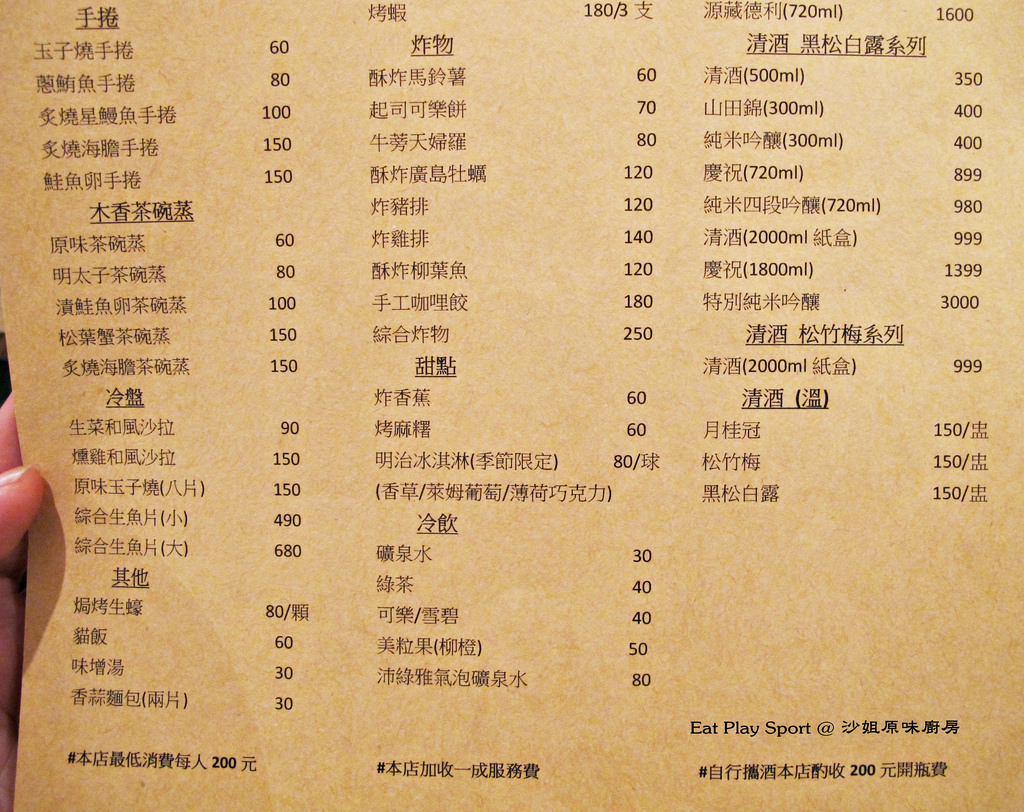 手捲
玉子燒手捲 60
蔥鮪魚手捲 80
炙燒星鰻魚手捲 100
炙燒海膽手捲 150
鮭魚卵手捲 150
木香茶碗蒸
原味茶碗蒸 60
明太子茶碗蒸 80
漬鮭魚卵茶碗蒸 100
松葉蟹茶碗蒸 150
炙燒海膽茶碗蒸 150
冷盤
生菜和風沙拉 90
燻雞和風沙拉 150
原味玉子燒(八片) 150
綜合生魚片(小) 490
綜合生魚片(大) 680
其他
焗烤生蠔 80/顆
貓飯 60
味增湯 30
香蒜麵包(兩片) 30
#本店最低消費每人 200 元
烤蝦 180/3 支
炸物
酥炸馬鈴薯 60
起司可樂餅 70
牛蒡天婦羅 80
酥炸廣島牡蠣 120
炸豬排 120
炸雞排 140
酥炸柳葉魚 120
手工咖哩餃 180
綜合炸物 250
甜點
炸香蕉 60
烤麻糬 60
明治冰淇淋(季節限定) 80/球
(香草/萊姆葡萄/薄荷巧克力)
冷飲
礦泉水 30
綠茶 40
可樂/雪碧 40
美粒果(柳橙) 50
沛綠雅氣泡礦泉水 80
#本店加收一成服務費
源藏德利(720ml) 1600
清酒 黑松白露系列
清酒(500ml) 350
山田錦(300ml) 400
純米吟釀(300ml) 400
慶祝(720ml) 899
純米四段吟釀(720ml) 980
清酒(2000ml 紙盒) 999
慶祝(1800ml) 1399
特別純米吟釀 3000
清酒 松竹梅系列
清酒(2000ml 紙盒) 999
清酒 (溫)
月桂冠 150/盅
松竹梅 150/盅
黑松白露 150/盅
Eat Play Sport @ 沙姐原味廚房
#自行攜酒本店酌收 200 元開瓶費